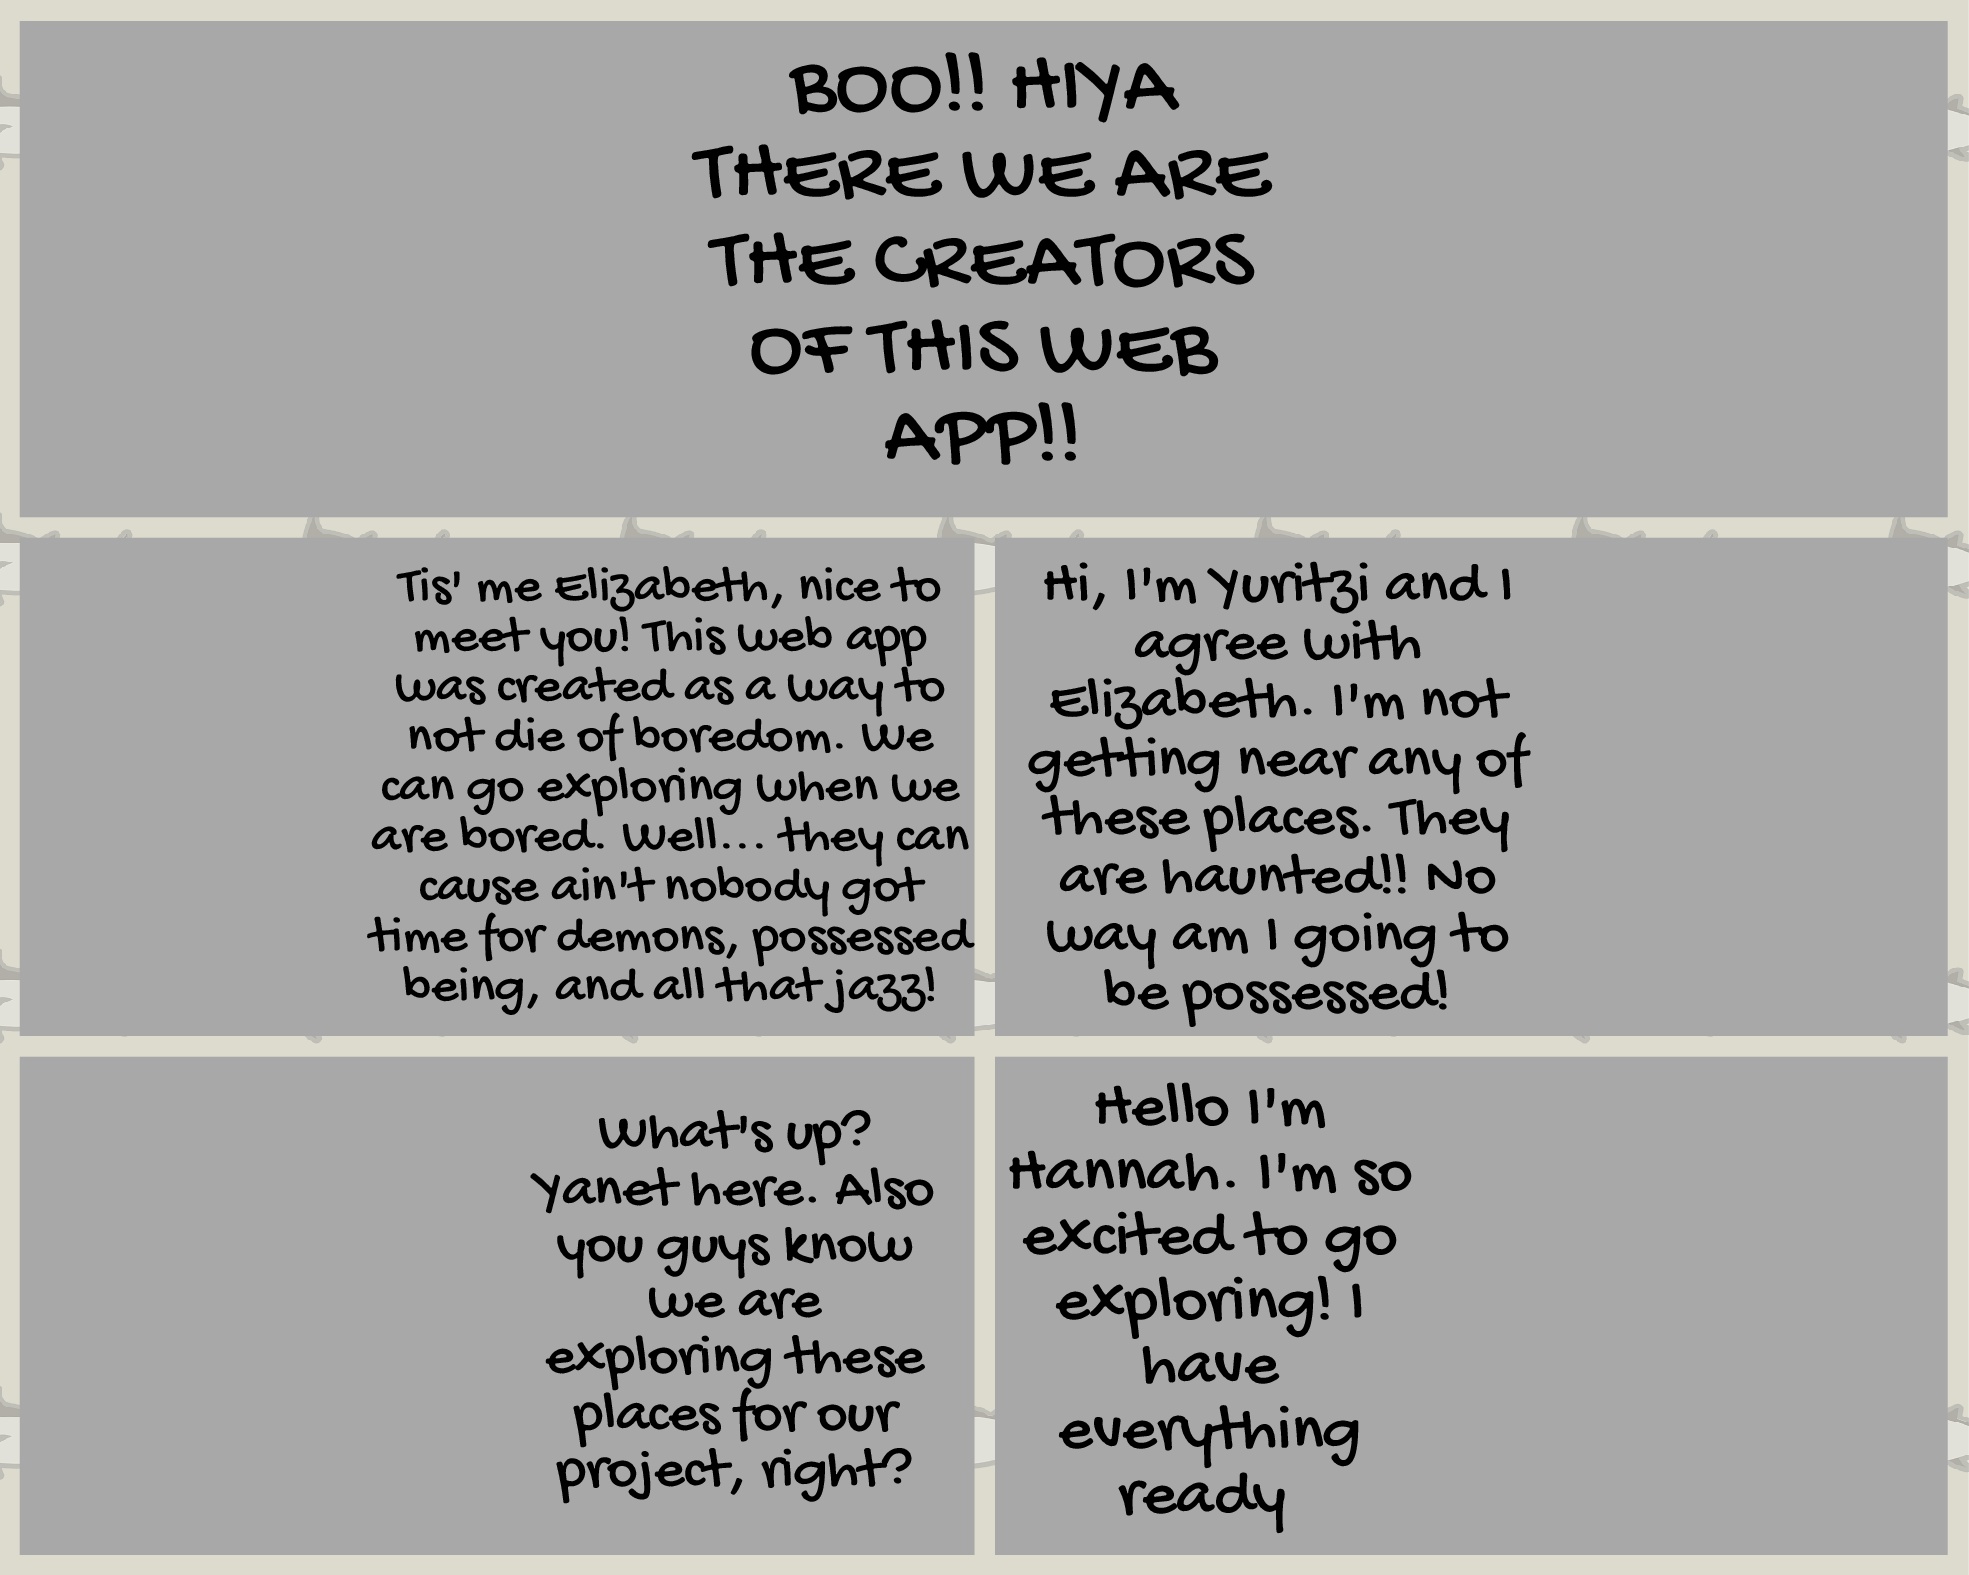 BOO!! HIYA
THERE WE ARE
THE CREATORS
OF THIS WEB
APP!!
Tis' me Elizabeth, nice to
meet you! This web app
was created as a way to
not die of boredom. We
can go exploring when we
are bored. Well... they can
cause ain't nobody got
time for demons, possessed
being, and all that jazz!
Hi, I'm Yuritzi and I
agree with
Elizabeth. I'm not
getting near any of
these places. They
are haunted!! No
way am I going to
be possessed!
What's up?
Yanet here. Also
you guys know
we are
exploring these
places for our
project, right?
Hello I'm
Hannah. I'm so
excited to go
exploring! I
have
everything
ready